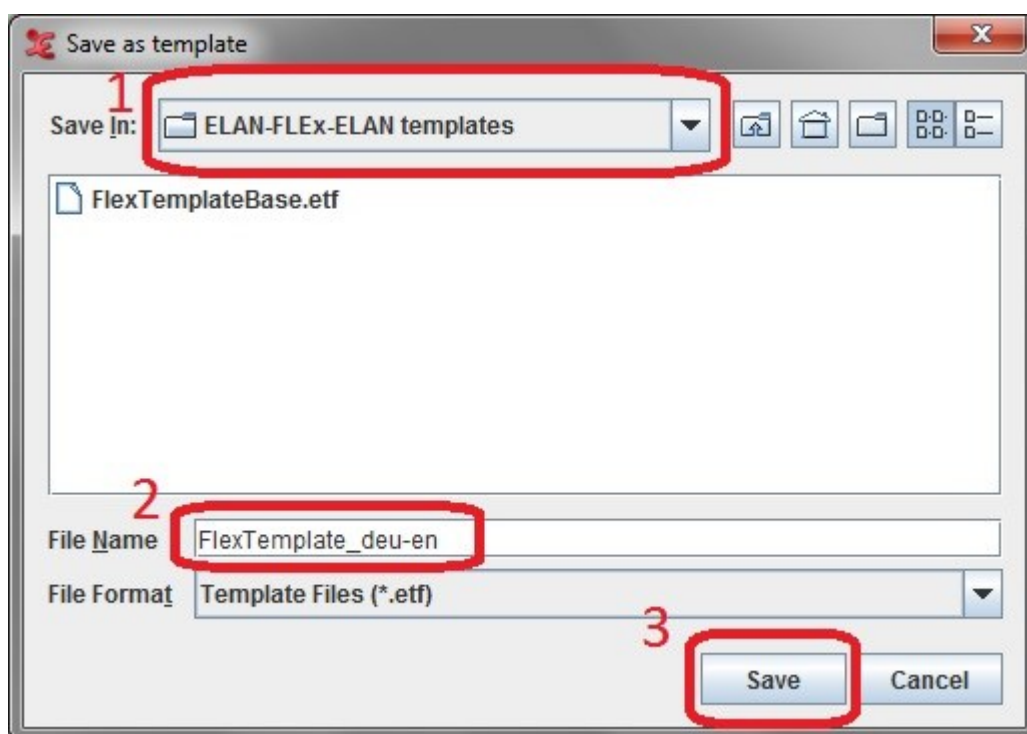 Save as template
1
Save In: ELAN-FLEx-ELAN templates
FlexTemplateBase.etf
2
File Name FlexTemplate_deu-en
File Format Template Files (*.etf)
3
Save Cancel